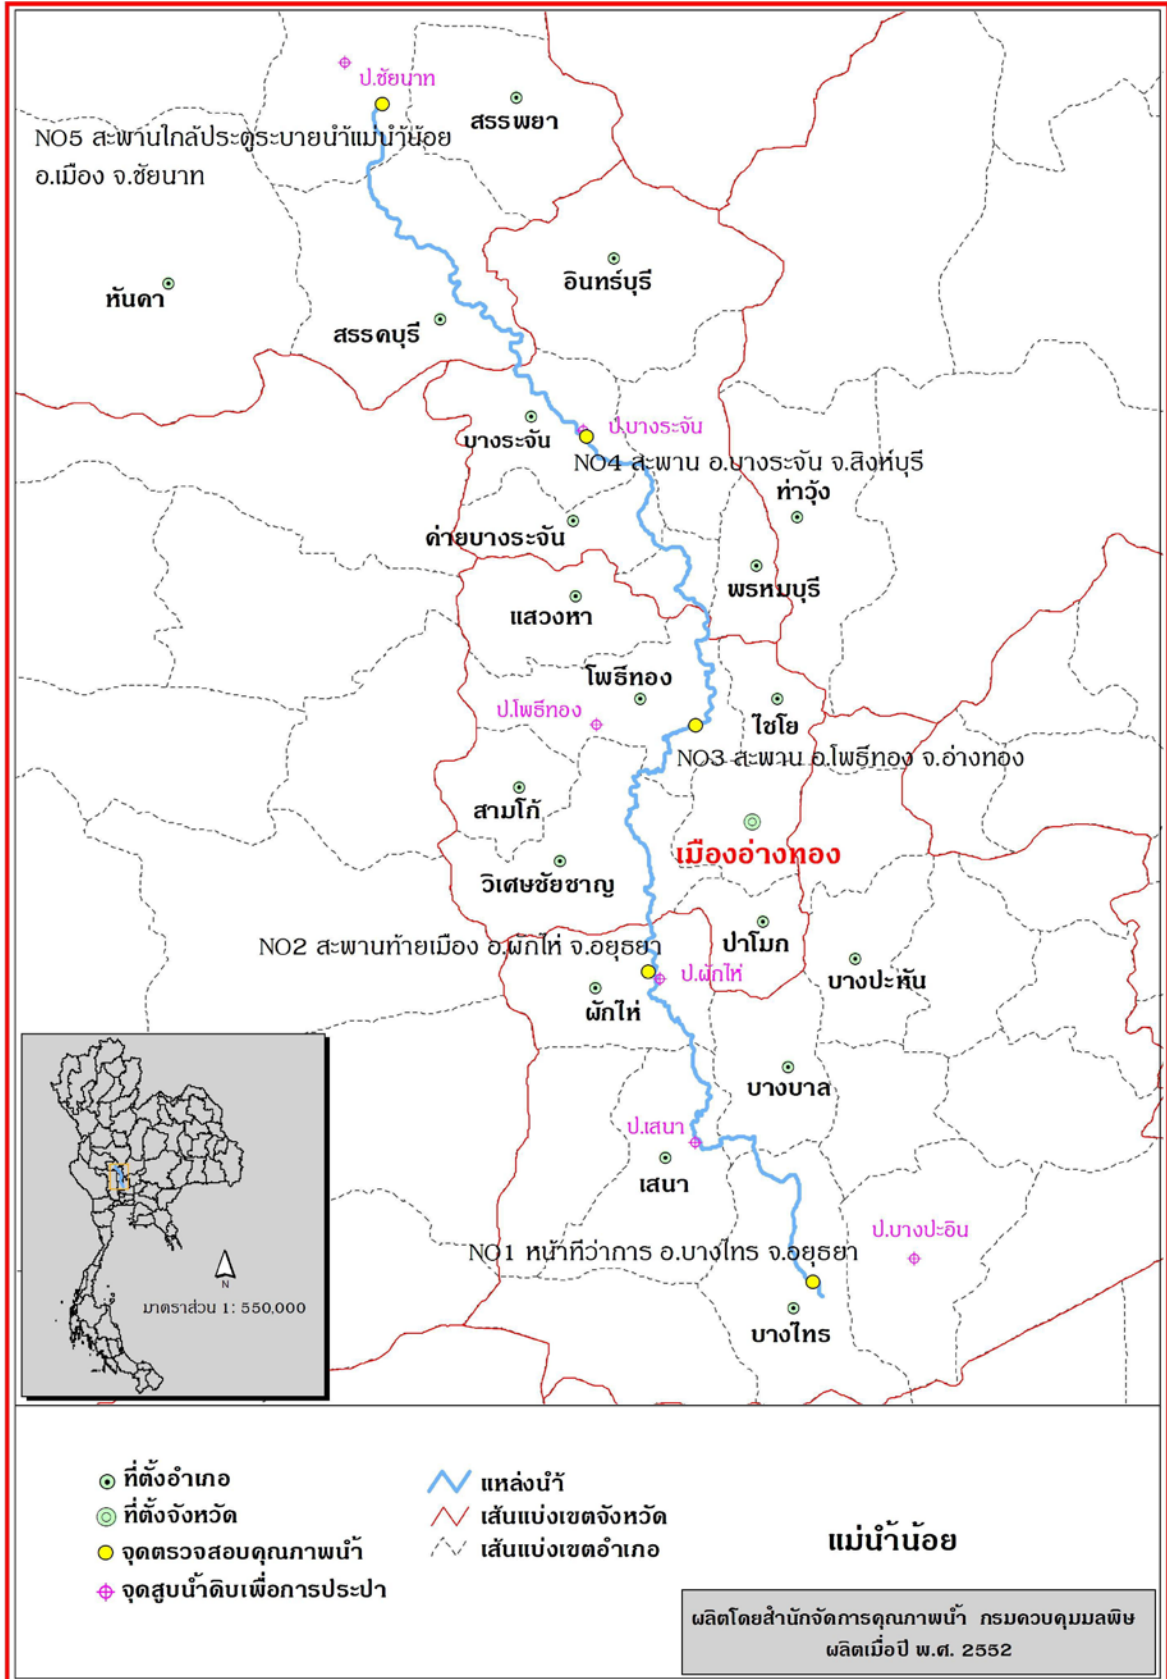 ป.ชัยนาท
สรรพยา
NO5 สะพานใกล้ประตูระบายน้ำแม่น้ำน้อย
อ.เมือง จ.ชัยนาท
อินทร์บุรี
หันคา
สรรคบุรี
บางระจัน
ป.บางระจัน
NO4 สะพาน อ.บางระจัน จ.สิงห์บุรี
ท่าวุ้ง
ค่ายบางระจัน
พรหมบุรี
แสวงหา
โพธิ์ทอง
ป.โพธิ์ทอง
ไชโย
NO3 สะพาน อ.โพธิ์ทอง จ.อ่างทอง
สามโก้
เมืองอ่างทอง
วิเศษชัยชาญ
NO2 สะพานท้ายเมือง อ.ผักไห่ จ.อยุธยา
ป่าโมก
ป.ผักไห่
บางปะหัน
ผักไห่
บางบาล
ป.เสนา
เสนา
ป.บางปะอิน
NO1 หน้าที่ว่าการ อ.บางไทร จ.อยุธยา
N
มาตราส่วน 1: 550,000
บางไทร
ที่ตั้งอำเภอ
ที่ตั้งจังหวัด
จุดตรวจสอบคุณภาพน้ำ
จุดสูบน้ำดิบเพื่อการประปา
แหล่งน้ำ
เส้นแบ่งเขตจังหวัด
เส้นแบ่งเขตอำเภอ
แม่น้ำน้อย
ผลิตโดยสำนักจัดการคุณภาพน้ำ กรมควบคุมมลพิษ
ผลิตเมื่อปี พ.ศ. 2552